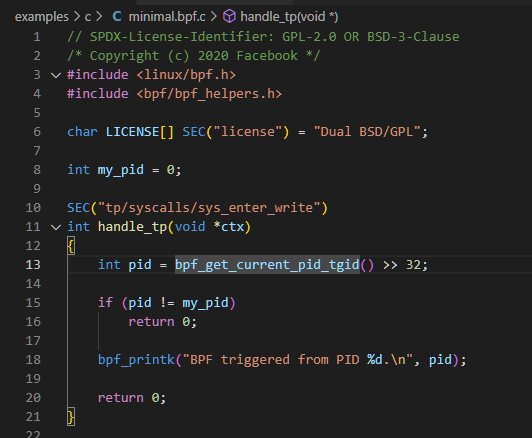 examples > c > C minimal.bpf.c > handle_tp(void *)
1 // SPDX-License-Identifier: GPL-2.0 OR BSD-3-Clause
2 /* Copyright (c) 2020 Facebook */
3 #include <linux/bpf.h>
4 #include <bpf/bpf_helpers.h>
5
6 char LICENSE[] SEC("license") = "Dual BSD/GPL";
7
8 int my_pid = 0;
9
10 SEC("tp/syscalls/sys_enter_write")
11 int handle_tp(void *ctx)
12 {
13     int pid = bpf_get_current_pid_tgid() >> 32;
14
15     if (pid != my_pid)
16         return 0;
17
18     bpf_printk("BPF triggered from PID %d.\n", pid);
19
20     return 0;
21 }
22